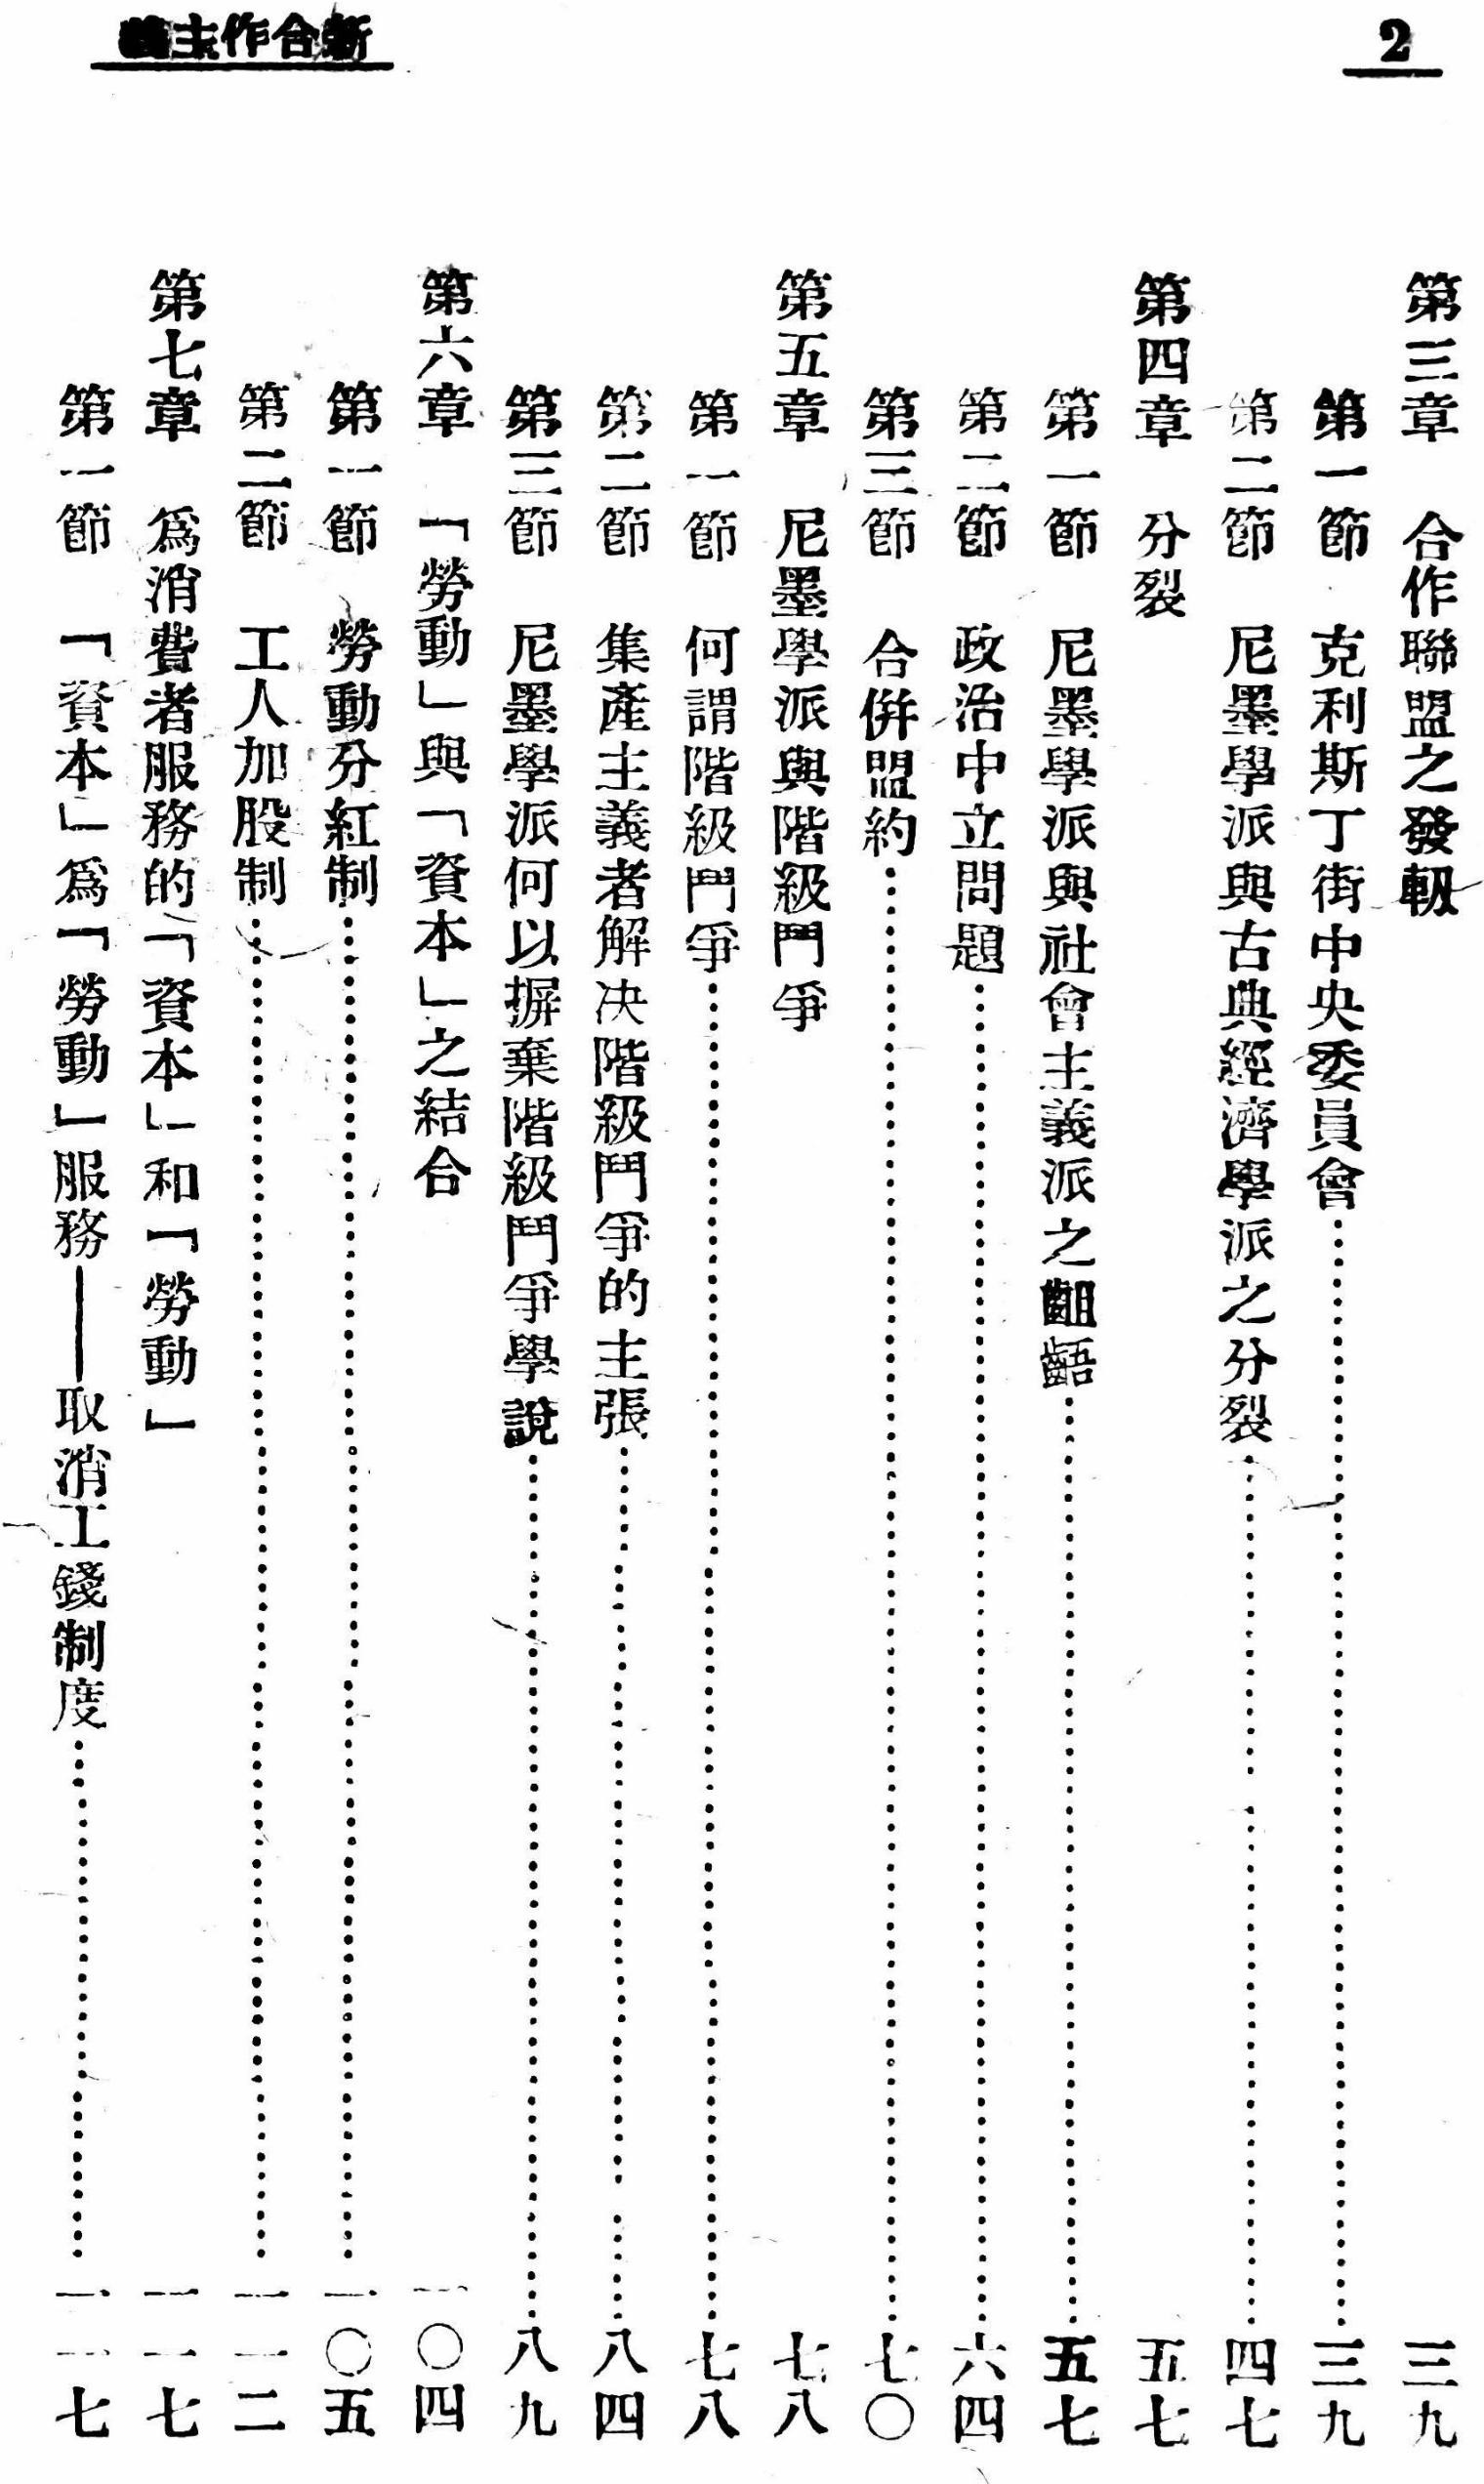 2
新合作主義
第三章　合作聯盟之發軔　三九
第一節　克利斯丁街中央委員會……三九
第二節　尼墨學派與古典經濟學派之分裂……四七
第四章　分裂　五七
第一節　尼墨學派與社會主義派之齟齬……五七
第二節　政治中立問題……六四
第三節　合併盟約……七〇
第五章　尼墨學派與階級鬥爭　七八
第一節　何謂階級鬥爭……七八
第二節　集產主義者解决階級鬥爭的主張……八四
第三節　尼墨學派何以摒棄階級鬥爭學說……八九
第六章　「勞動」與「資本」之結合　一〇四
第一節　勞動分紅制……一〇五
第二節　工人加股制……一一二
第七章　爲消費者服務的「資本」和「勞動」　一一七
第一節　「資本」爲「勞動」服務——取消工錢制度……一一七